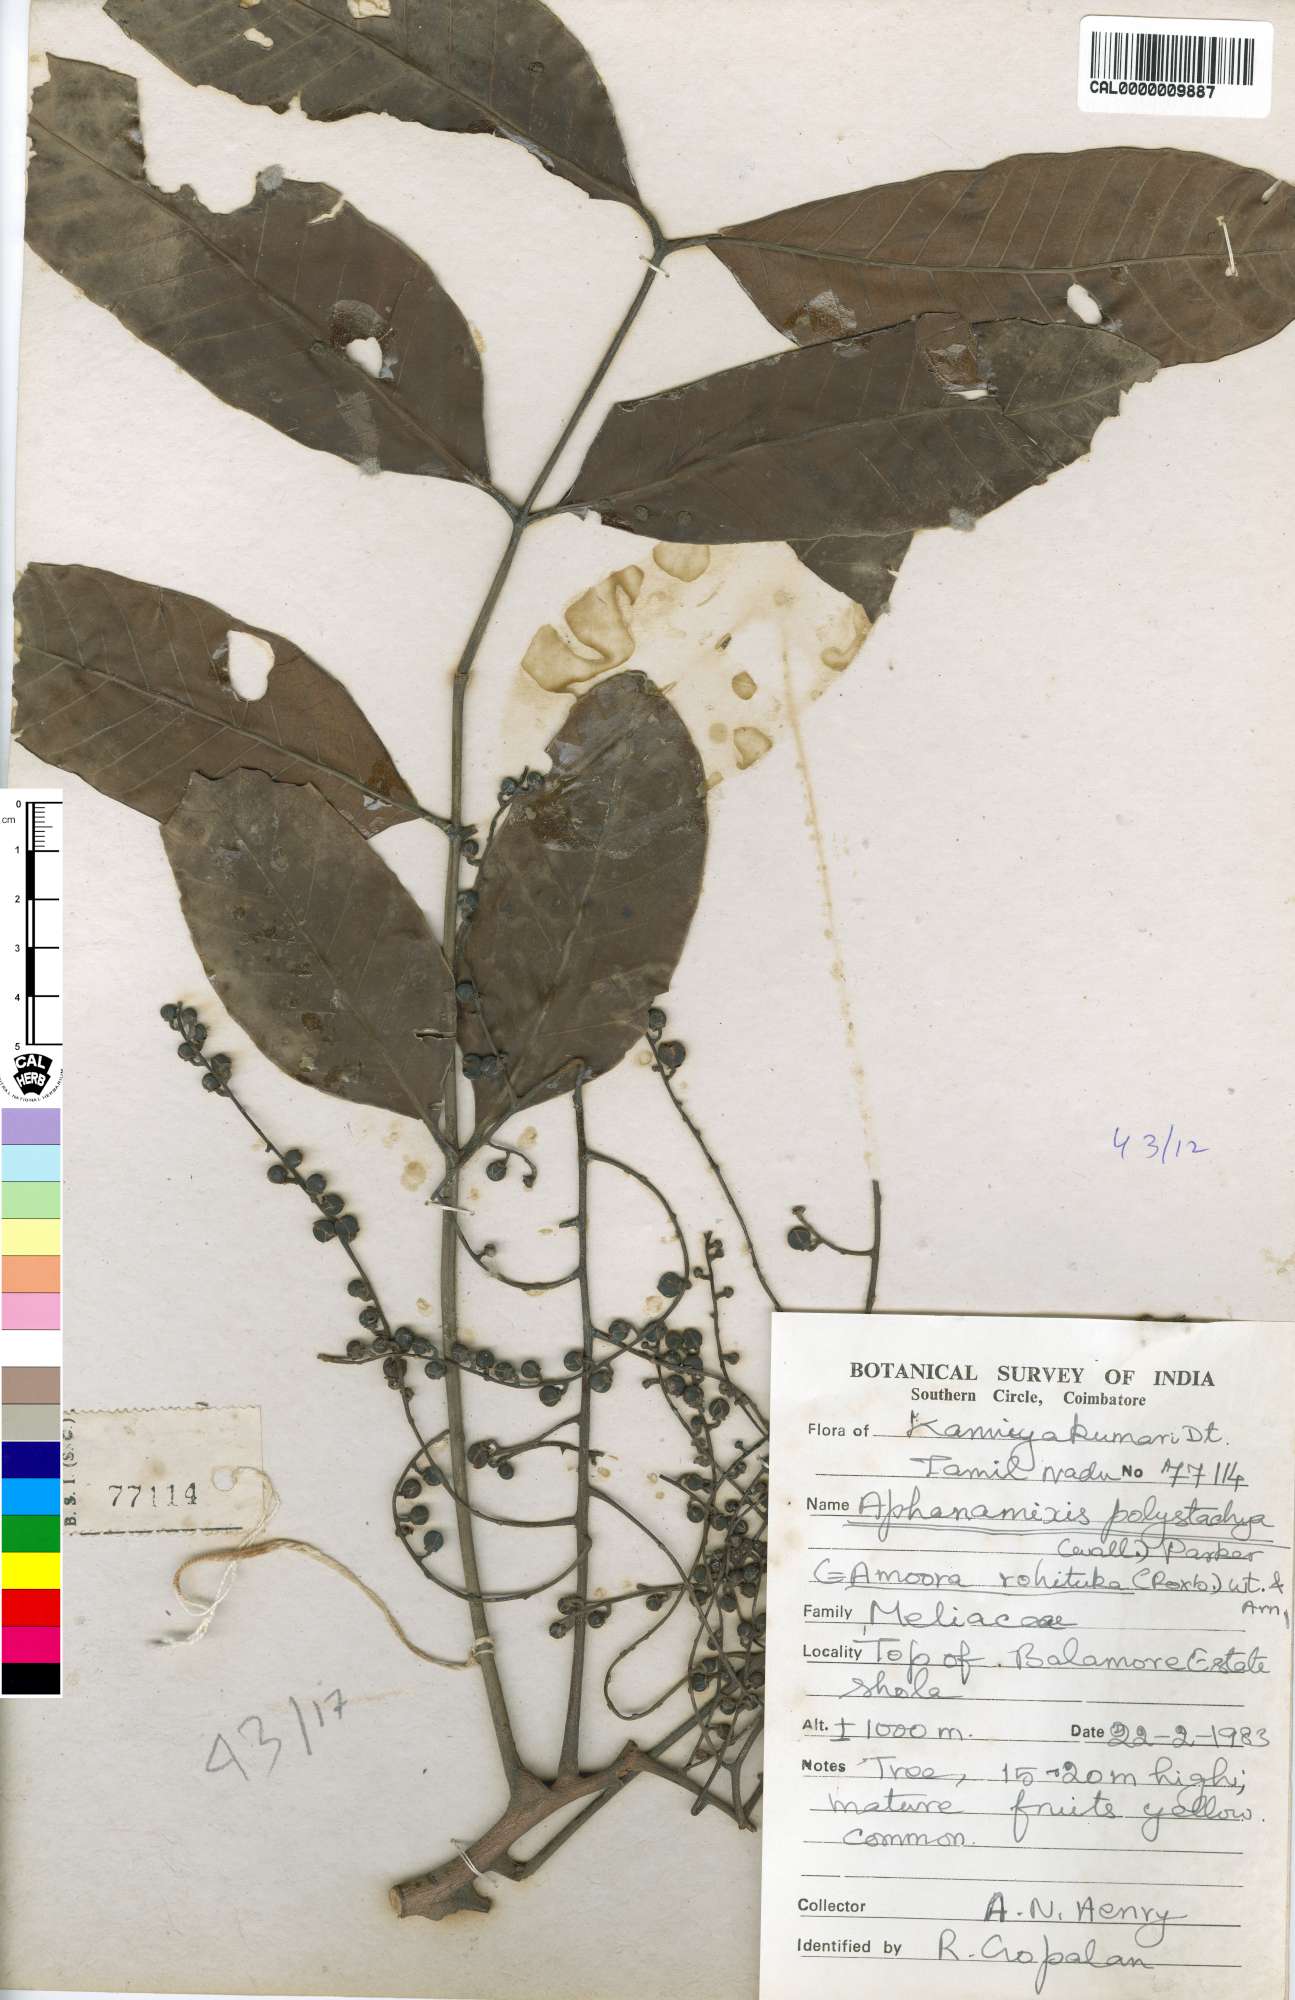 CAL0000009887
0
cm
1
2
3
4
5
CAL
HERB
43/12
B. S. I. (S. C.).
77114
43/17
BOTANICAL SURVEY OF INDIA
Southern Circle, Coimbatore
Flora of Kanniyakumari Dt.
Tamil Nadu No 77114
Name Aphanamixis polystachya
(Wall.) Parker
(= Amoora rohituka (Roxb.) Wt. &
Arn.)
Family Meliaceae
Locality Top of Balamore Estate
shola
Alt. ± 1000 m. Date 22-2-1983
Notes Tree, 15-20m high;
mature fruits yellow.
common.
Collector A. N. Henry
Identified by R. Gopalan